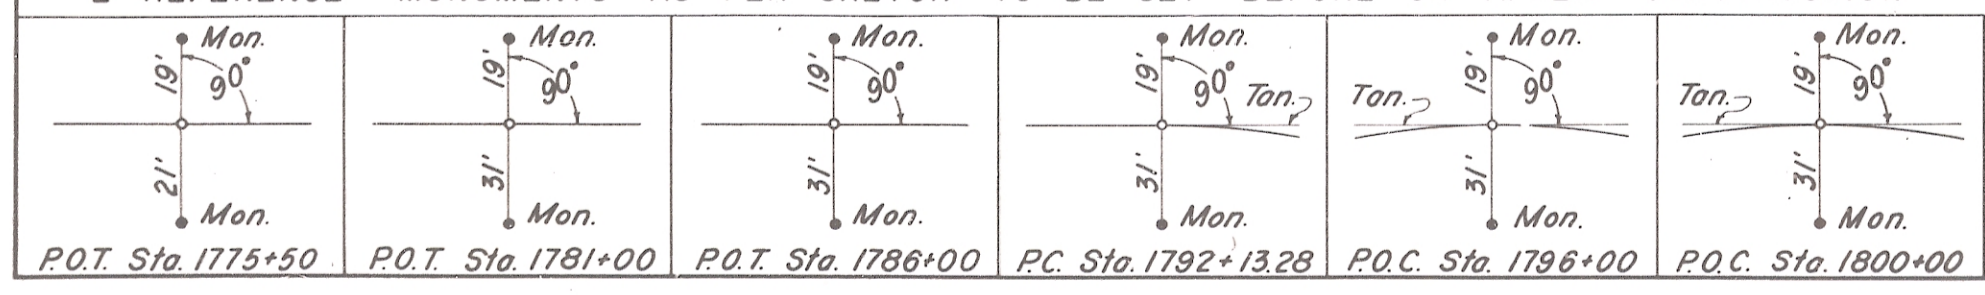 Mon.
19'
90°
21'
Mon.
P.O.T. Sta. 1775+50
Mon.
19'
90°
31'
Mon.
P.O.T. Sta. 1781+00
Mon.
19'
90°
31'
Mon.
P.O.T. Sta. 1786+00
Mon.
19'
90°
Tan.
31'
Mon.
P.C. Sta. 1792+13.28
Mon.
19'
90°
Tan.
31'
Mon.
P.O.C. Sta. 1796+00
Mon.
19'
90°
Tan.
31'
Mon.
P.O.C. Sta. 1800+00